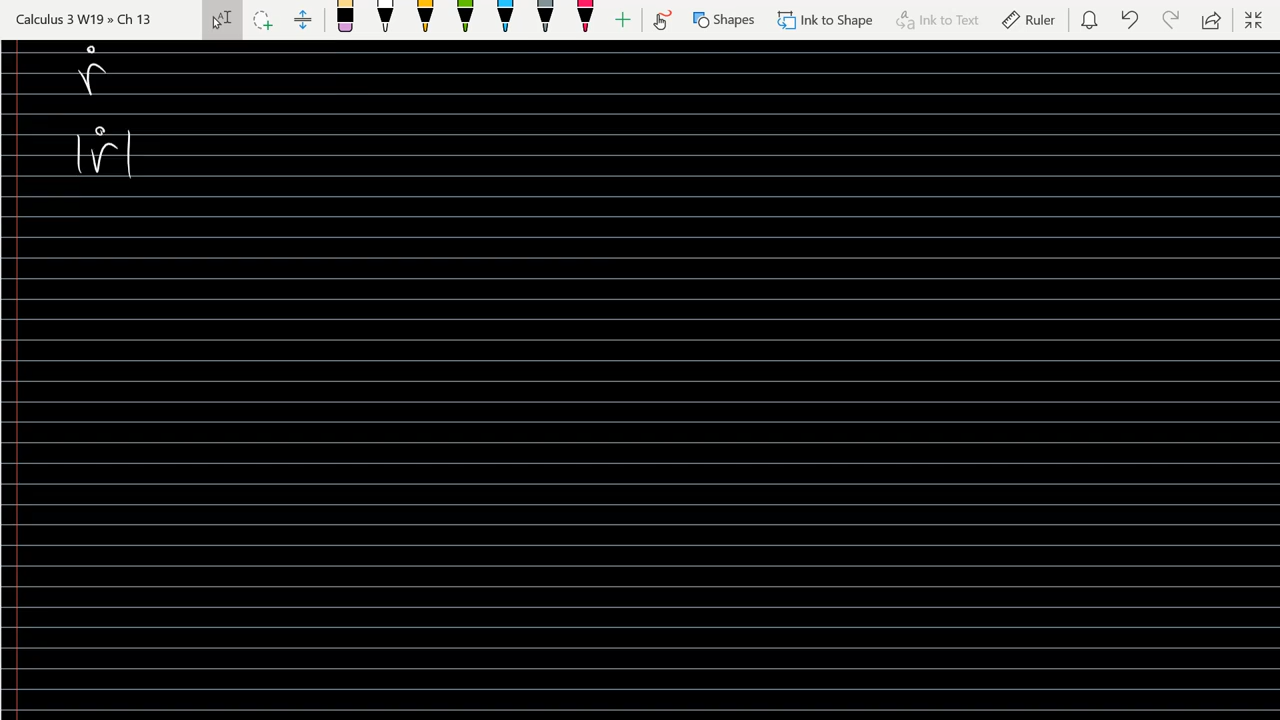 Calculus 3 W19 » Ch 13 Shapes Ink to Shape Ink to Text Ruler
ṙ
|ṙ|